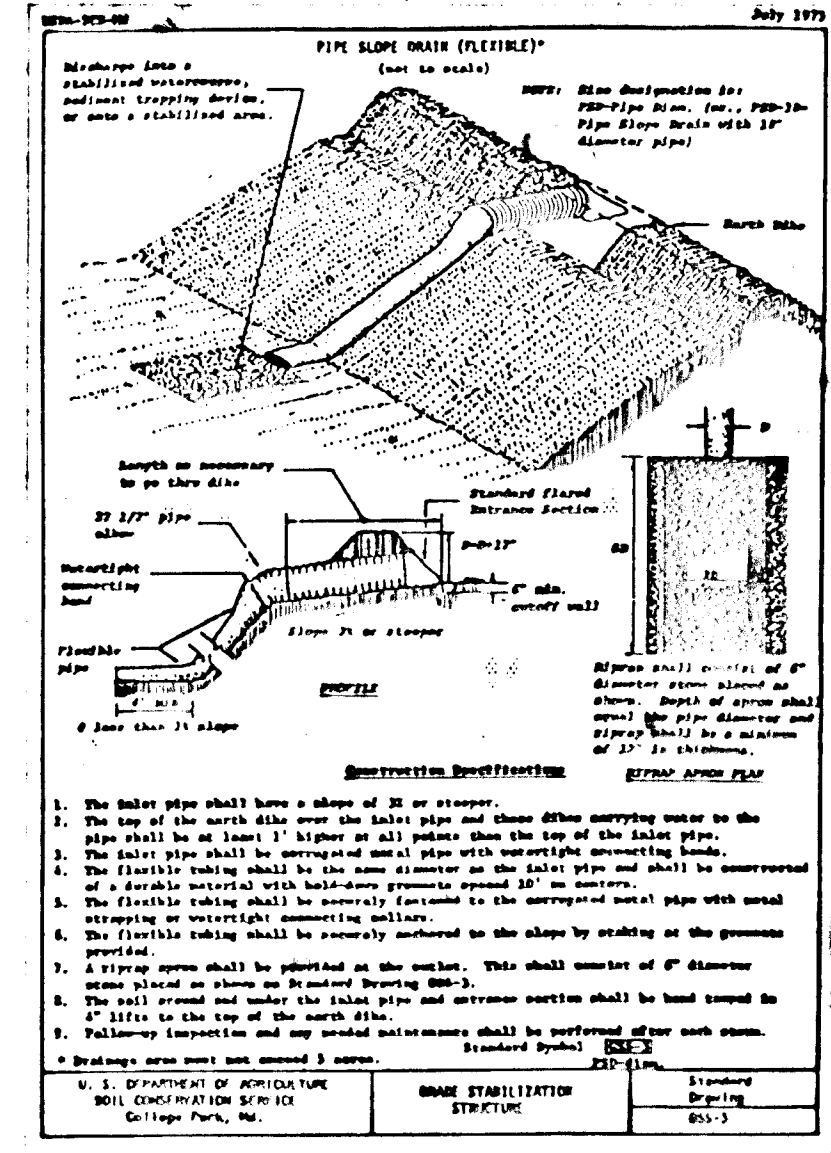 USDA-SCS-MD
July 1975
PIPE SLOPE DRAIN (FLEXIBLE)*
(not to scale)
Discharge into a
stabilized watercourse,
sediment trapping device,
or onto a stabilized area.
NOTE: Size designation is:
PSD-Pipe Diam. (ex., PSD-18=
Pipe Slope Drain with 18"
diameter pipe)
Earth Dike
Length as necessary
to go thru dike
Standard flared
Entrance Section
pipe
elbow
Watertight
connecting
band
6" min.
cutoff wall
Flexible
pipe
Slope 3% or steeper
PROFILE
@ less than 1% slope
D
6D
3D
Riprap shall consist of 6"
diameter stone placed as
shown. Depth of apron shall
equal the pipe diameter and
riprap shall be a minimum
of 12" in thickness.
RIPRAP APRON PLAN
Construction Specifications
1. The inlet pipe shall have a slope of 3% or steeper.
2. The top of the earth dike over the inlet pipe and those dikes carrying water to the
pipe shall be at least 1' higher at all points than the top of the inlet pipe.
3. The inlet pipe shall be corrugated metal pipe with watertight connecting bands.
4. The flexible tubing shall be the same diameter as the inlet pipe and shall be constructed
of a durable material with hold-down grommets spaced 10' on centers.
5. The flexible tubing shall be securely fastened to the corrugated metal pipe with metal
strapping or watertight connecting collars.
6. The flexible tubing shall be securely anchored to the slope by staking at the grommets
provided.
7. A riprap apron shall be provided at the outlet. This shall consist of 6" diameter
stone placed as shown on Standard Drawing GSS-3.
8. The soil around and under the inlet pipe and entrance section shall be hand tamped in
4" lifts to the top of the earth dike.
9. Follow-up inspection and any needed maintenance shall be performed after each storm.
Standard Symbol
* Drainage area must not exceed 5 acres.
PSD-diam.
U. S. DEPARTMENT OF AGRICULTURE
SOIL CONSERVATION SERVICE
College Park, Md.
GRADE STABILIZATION
STRUCTURE
Standard
Drawing
GSS-3